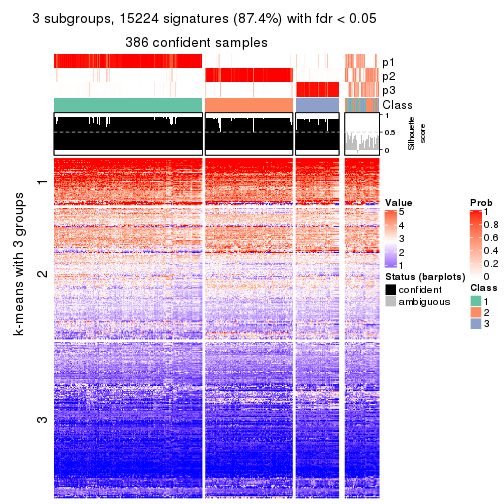 3 subgroups, 15224 signatures (87.4%) with fdr < 0.05
386 confident samples
p1
p2
p3
Class
1
0.5
0
Silhouette
score
k-means with 3 groups
1
2
3
Value
5
4
3
2
1
Status (barplots)
confident
ambiguous
Prob
1
0.8
0.6
0.4
0.2
0
Class
1
2
3